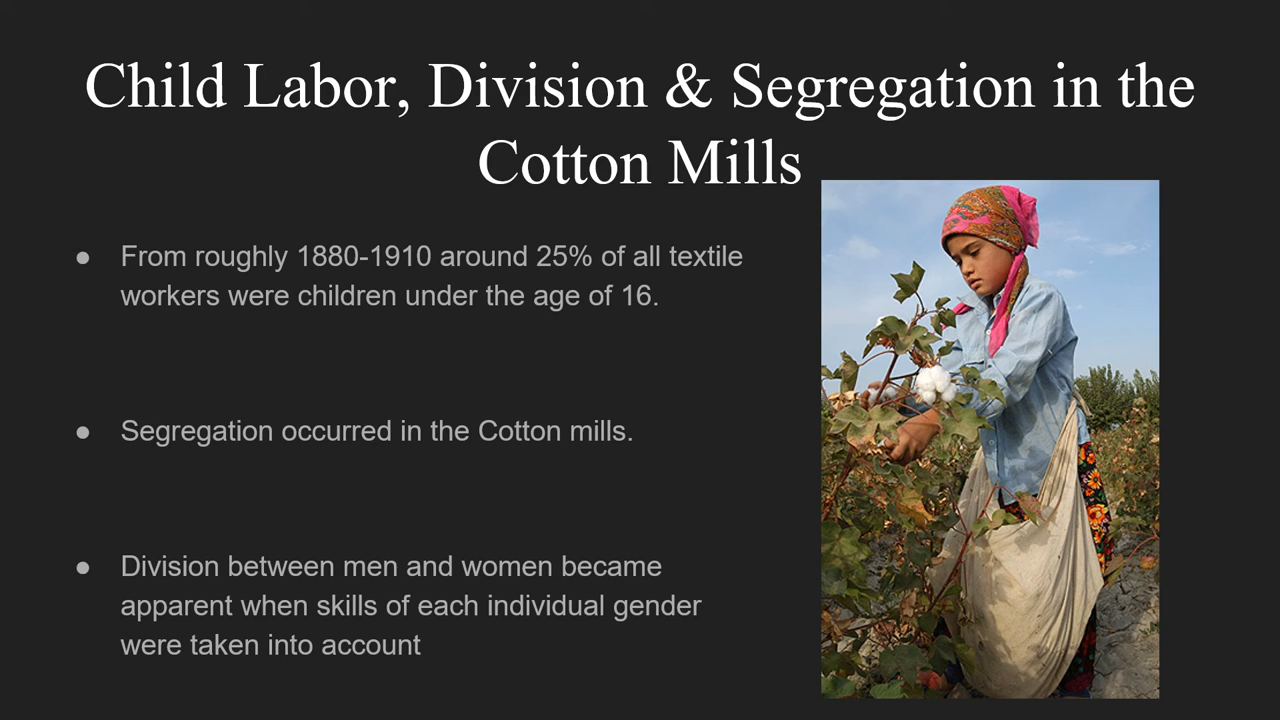 Child Labor, Division & Segregation in the
Cotton Mills
● From roughly 1880-1910 around 25% of all textile
workers were children under the age of 16.
● Segregation occurred in the Cotton mills.
● Division between men and women became
apparent when skills of each individual gender
were taken into account